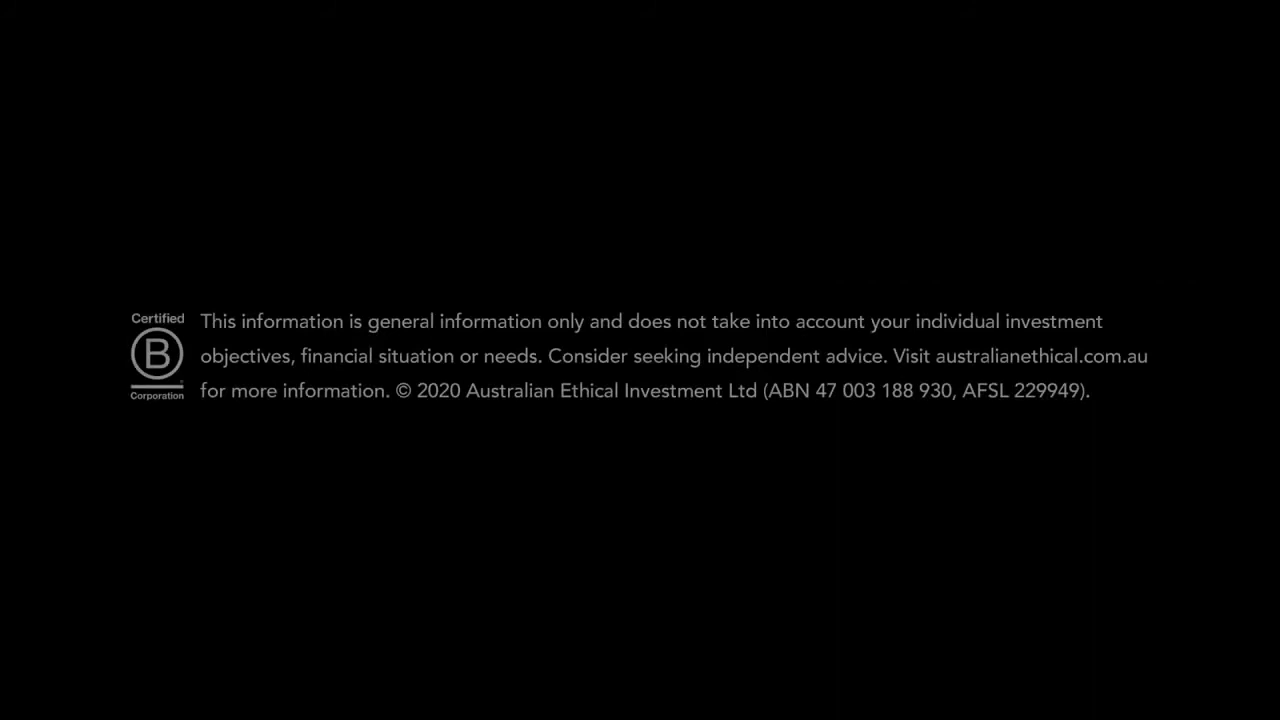 Certified
B
Corporation
This information is general information only and does not take into account your individual investment
objectives, financial situation or needs. Consider seeking independent advice. Visit australianethical.com.au
for more information. © 2020 Australian Ethical Investment Ltd (ABN 47 003 188 930, AFSL 229949).